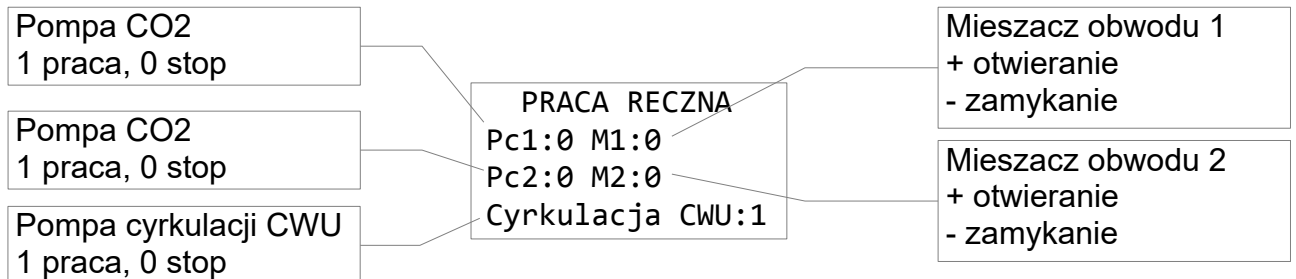 Pompa CO2
1 praca, 0 stop
Pompa CO2
1 praca, 0 stop
Pompa cyrkulacji CWU
1 praca, 0 stop
PRACA RECZNA
Pc1:0 M1:0
Pc2:0 M2:0
Cyrkulacja CWU:1
Mieszacz obwodu 1
+ otwieranie
- zamykanie
Mieszacz obwodu 2
+ otwieranie
- zamykanie